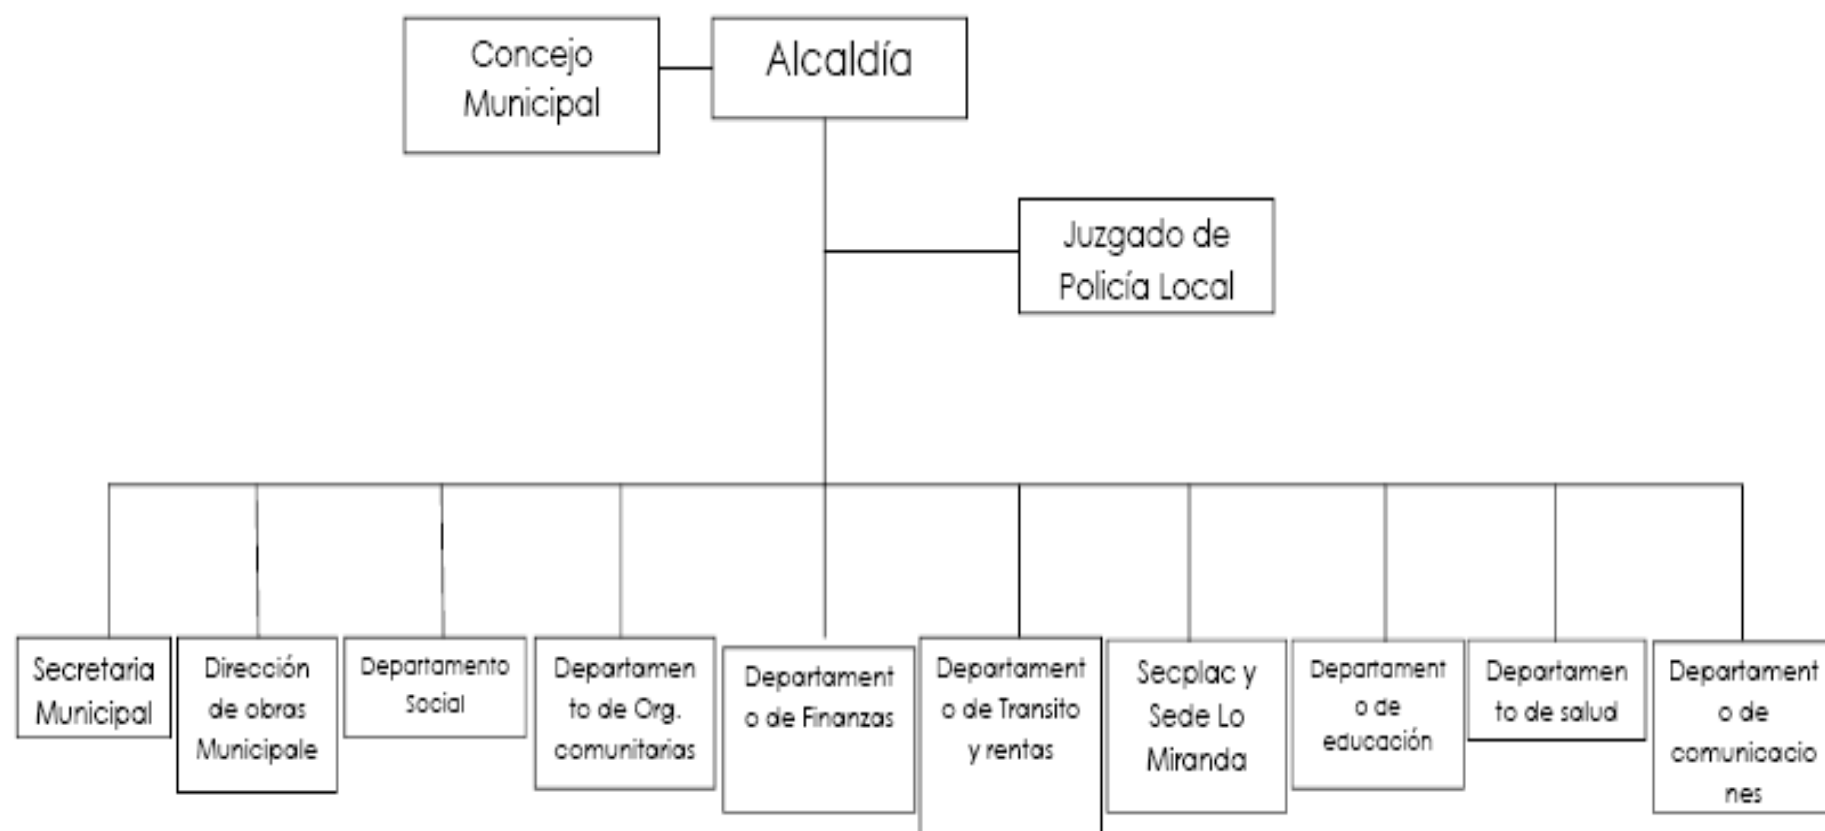 Concejo
Municipal
Alcaldía
Juzgado de
Policía Local
Secretaria
Municipal
Dirección
de obras
Municipale
Departamento
Social
Departamen
to de Org.
comunitarias
Departament
o de Finanzas
Departament
o de Transito
y rentas
Secplac y
Sede Lo
Miranda
Departament
o de
educación
Departamen
to de salud
Departament
o de
comunicacio
nes